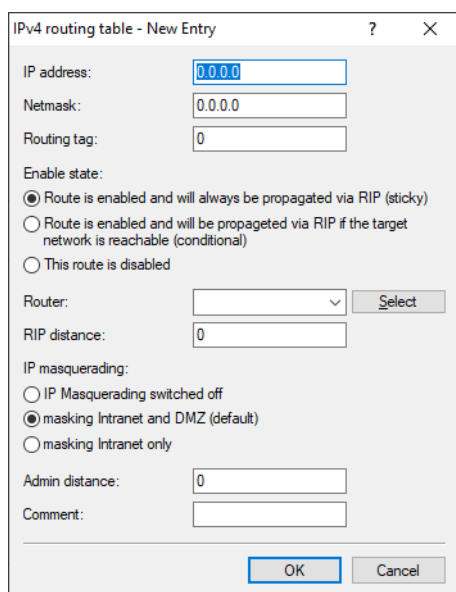 IPv4 routing table - New Entry ?
IP address: 0.0.0.0
Netmask: 0.0.0.0
Routing tag: 0
Enable state:
Route is enabled and will always be propagated via RIP (sticky)
Route is enabled and will be propageted via RIP if the target
network is reachable (conditional)
This route is disabled
Router: Select
RIP distance: 0
IP masquerading:
IP Masquerading switched off
masking Intranet and DMZ (default)
masking Intranet only
Admin distance: 0
Comment:
OK Cancel